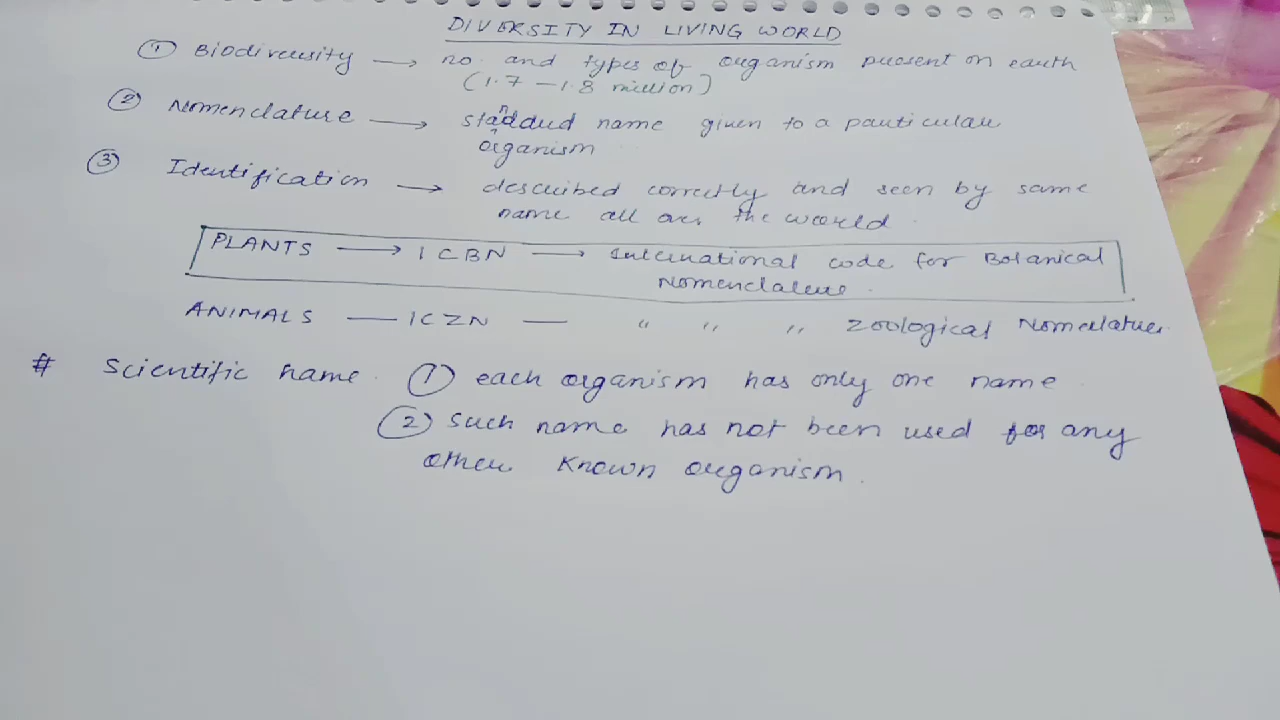 DIVERSITY IN LIVING WORLD
① Biodiversity → no. and types of organism present on earth
(1.7 – 1.8 million)
② Nomenclature → standard name given to a particular
organism
③ Identification → described correctly and seen by same
name all over the world.
PLANTS → ICBN → International code for Botanical
Nomenclature.
ANIMALS — ICZN — " " " Zoological Nomenclature.
# Scientific name. ① each organism has only one name.
② Such name has not been used for any
other known organism.